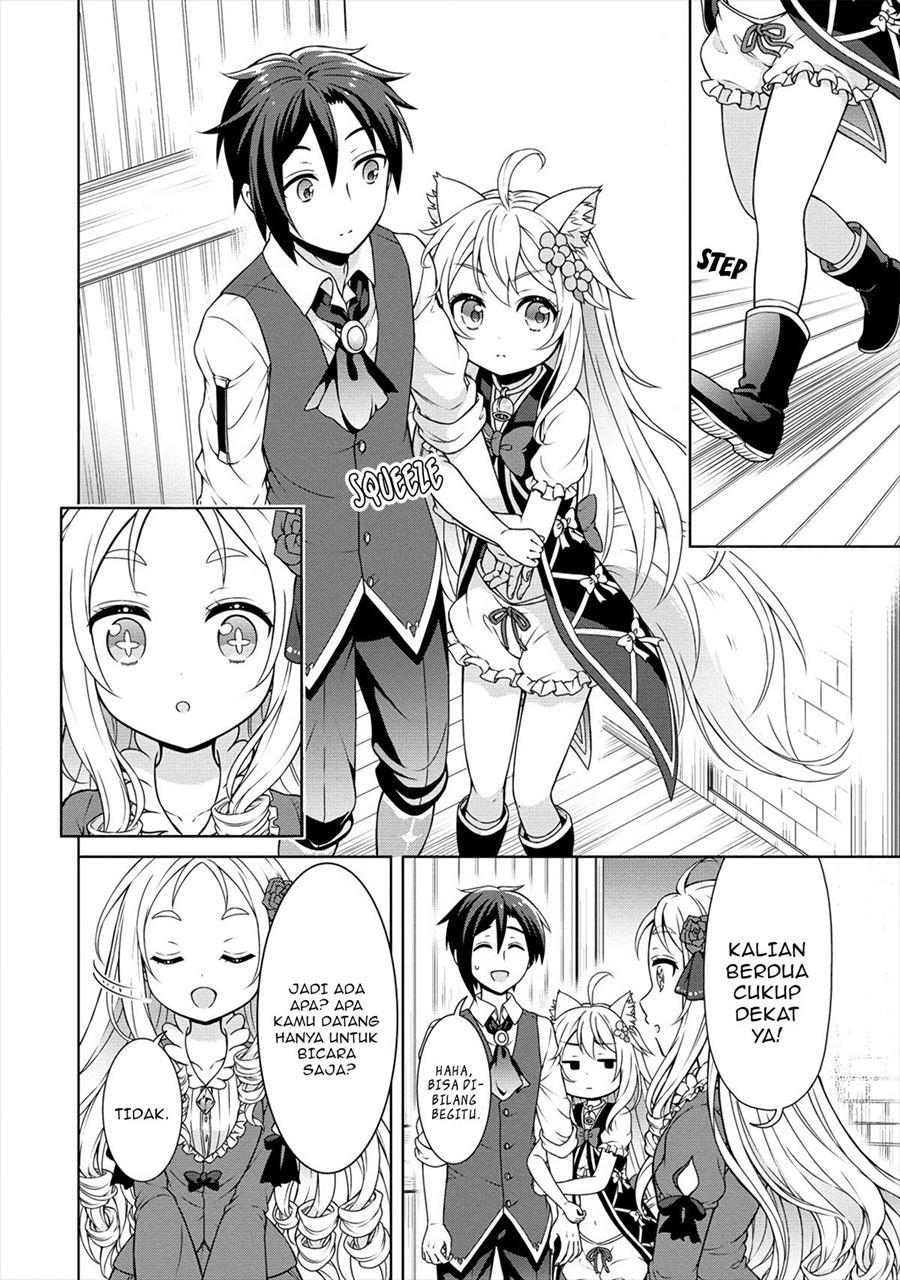 STEP
SQUEEZE
KALIAN
BERDUA
CUKUP
DEKAT
YA!
HAHA,
BISA DI-
BILANG
BEGITU.
JADI ADA
APA? APA
KAMU DATANG
HANYA UNTUK
BICARA
SAJA?
TIDAK.